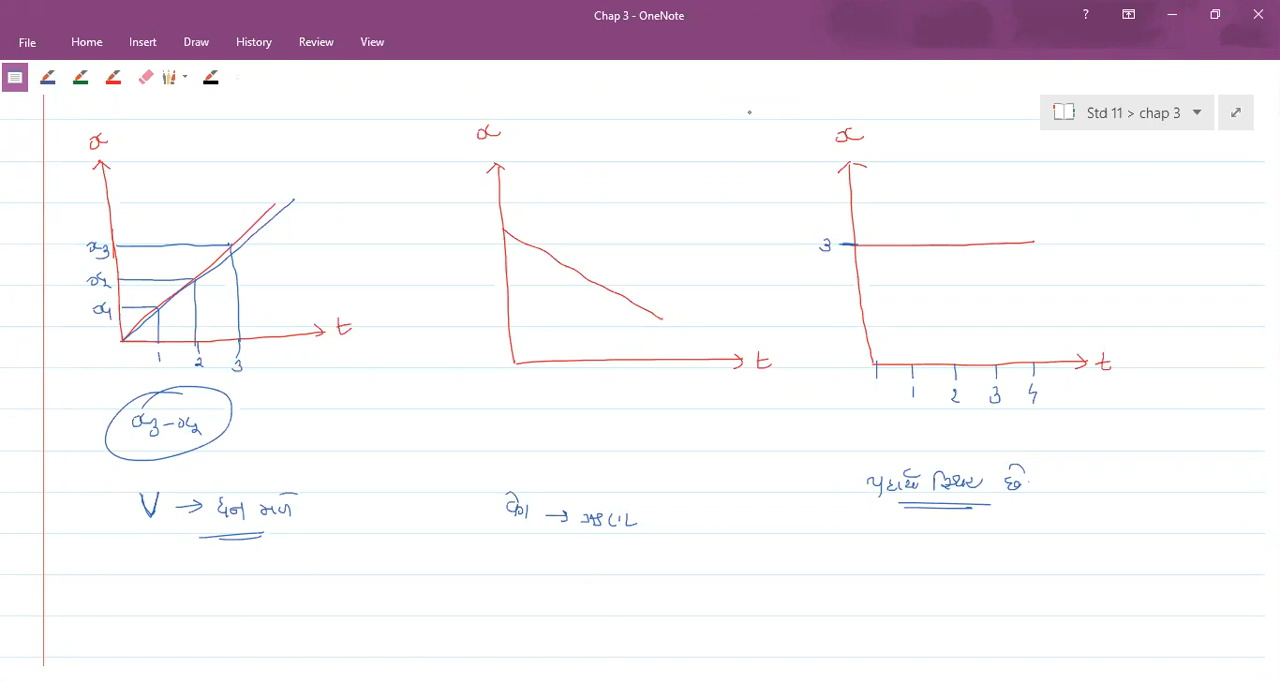 Chap 3 - OneNote
?
File Home Insert Draw History Review View
Std 11 > chap 3
x
x3
x2
x1
1 2 3
t
x3 - x2
V → ધન મળે
x
t
x
3
1 2 3 4
t
પદાર્થ સ્થિર છે.